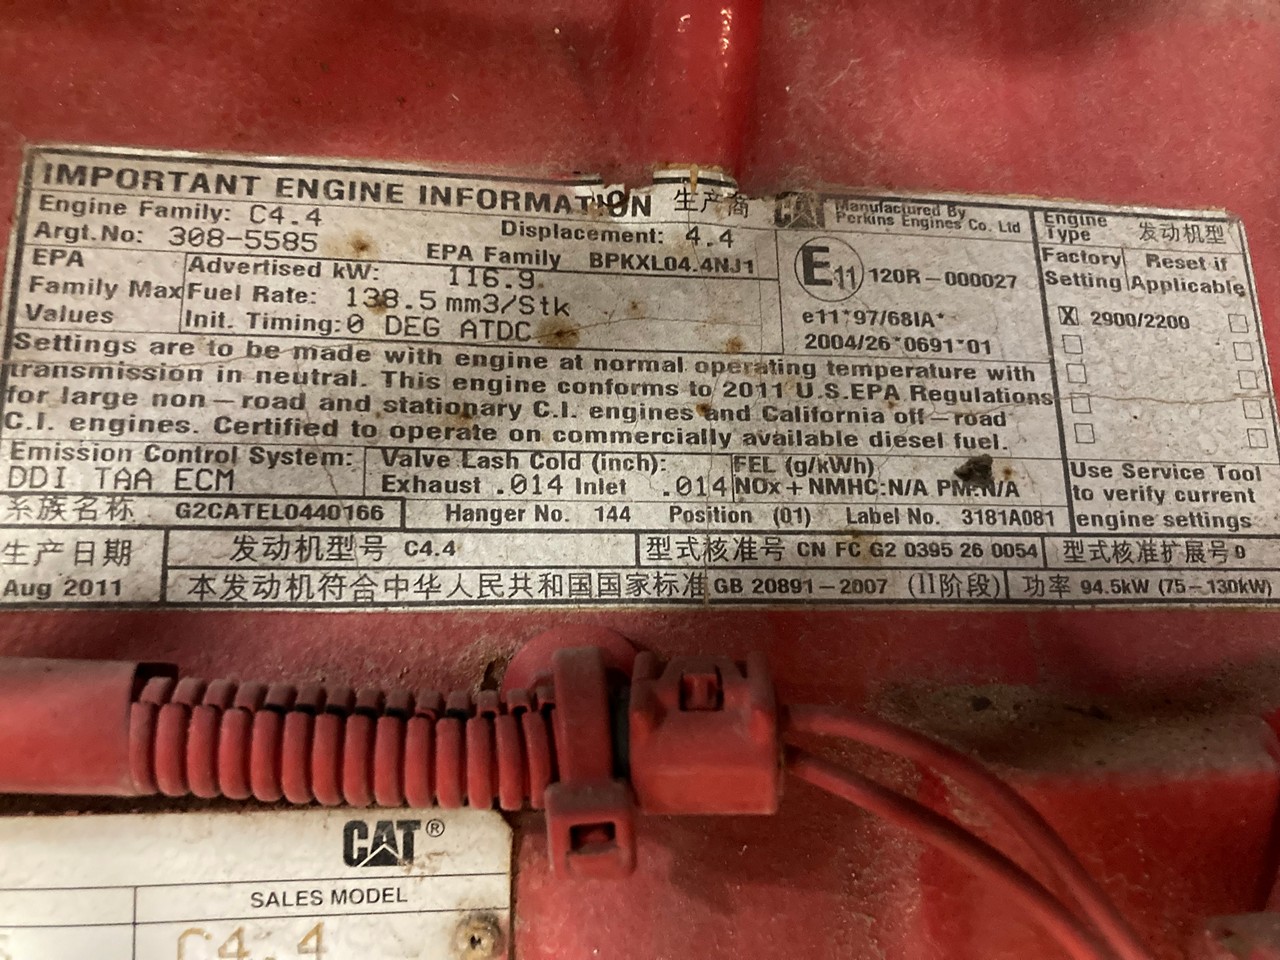 IMPORTANT ENGINE INFORMATION 生产商 CAT Manufactured By
Perkins Engines Co. Ltd
Engine Family: C4.4 Displacement: 4.4
Argt.No: 308-5585 EPA Family BPKXL04.4NJ1
EPA Family Max Values
Advertised kW: 116.9
Fuel Rate: 138.5 mm3/Stk
Init. Timing:0 DEG ATDC
E11 120R-000027
e11*97/68IA*
2004/26*0691*01
Engine Type 发动机型
Factory Setting Reset if Applicable
X 2900/2200
Settings are to be made with engine at normal operating temperature with
transmission in neutral. This engine conforms to 2011 U.S.EPA Regulations
for large non-road and stationary C.I. engines and California off-road
C.I. engines. Certified to operate on commercially available diesel fuel.
Emission Control System:
DDI TAA ECM
Valve Lash Cold (inch):
Exhaust .014 Inlet .014
FEL (g/kWh)
NOx+NMHC:N/A PM:N/A
Use Service Tool
to verify current
engine settings
系族名称 G2CATEL0440166 Hanger No. 144 Position (01) Label No. 3181A081
生产日期
Aug 2011
发动机型号 C4.4 型式核准号 CN FC G2 0395 26 0054 型式核准扩展号 0
本发动机符合中华人民共和国国家标准 GB 20891-2007 (II阶段) 功率 94.5kW (75-130kW)
CAT®
SALES MODEL
C4.4